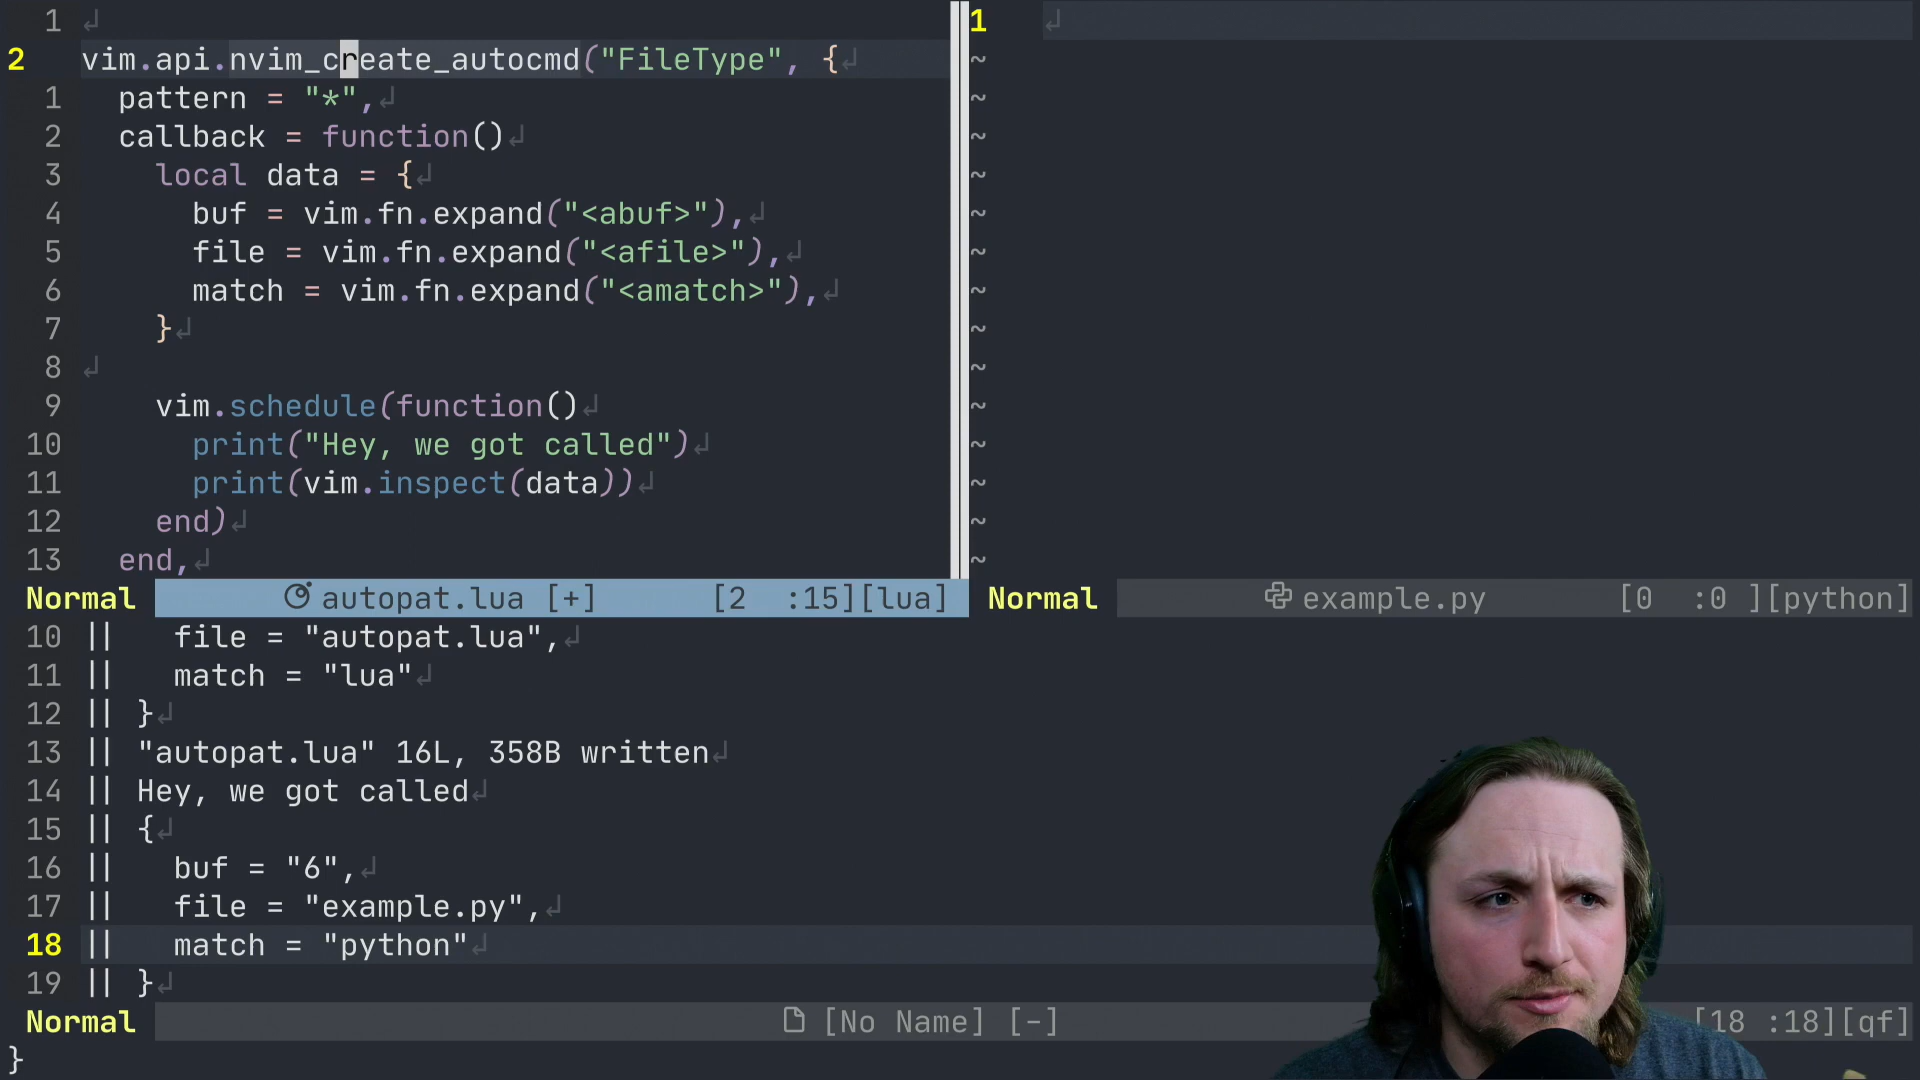 1 ↲
2 vim.api.nvim_create_autocmd("FileType", {↲
1 pattern = "*",↲
2 callback = function()↲
3 local data = {↲
4 buf = vim.fn.expand("<abuf>"),↲
5 file = vim.fn.expand("<afile>"),↲
6 match = vim.fn.expand("<amatch>"),↲
7 }↲
8 ↲
9 vim.schedule(function()↲
10 print("Hey, we got called")↲
11 print(vim.inspect(data))↲
12 end)↲
13 end,↲
Normal autopat.lua [+] [2 :15][lua]
1 ↲
~
~
~
~
~
~
~
~
~
~
~
~
~
~
Normal example.py [0 :0 ][python]
10 || file = "autopat.lua",↲
11 || match = "lua"↲
12 || }↲
13 || "autopat.lua" 16L, 358B written↲
14 || Hey, we got called↲
15 || {↲
16 || buf = "6",↲
17 || file = "example.py",↲
18 || match = "python"↲
19 || }↲
Normal [No Name] [-] [18 :18][qf]
}